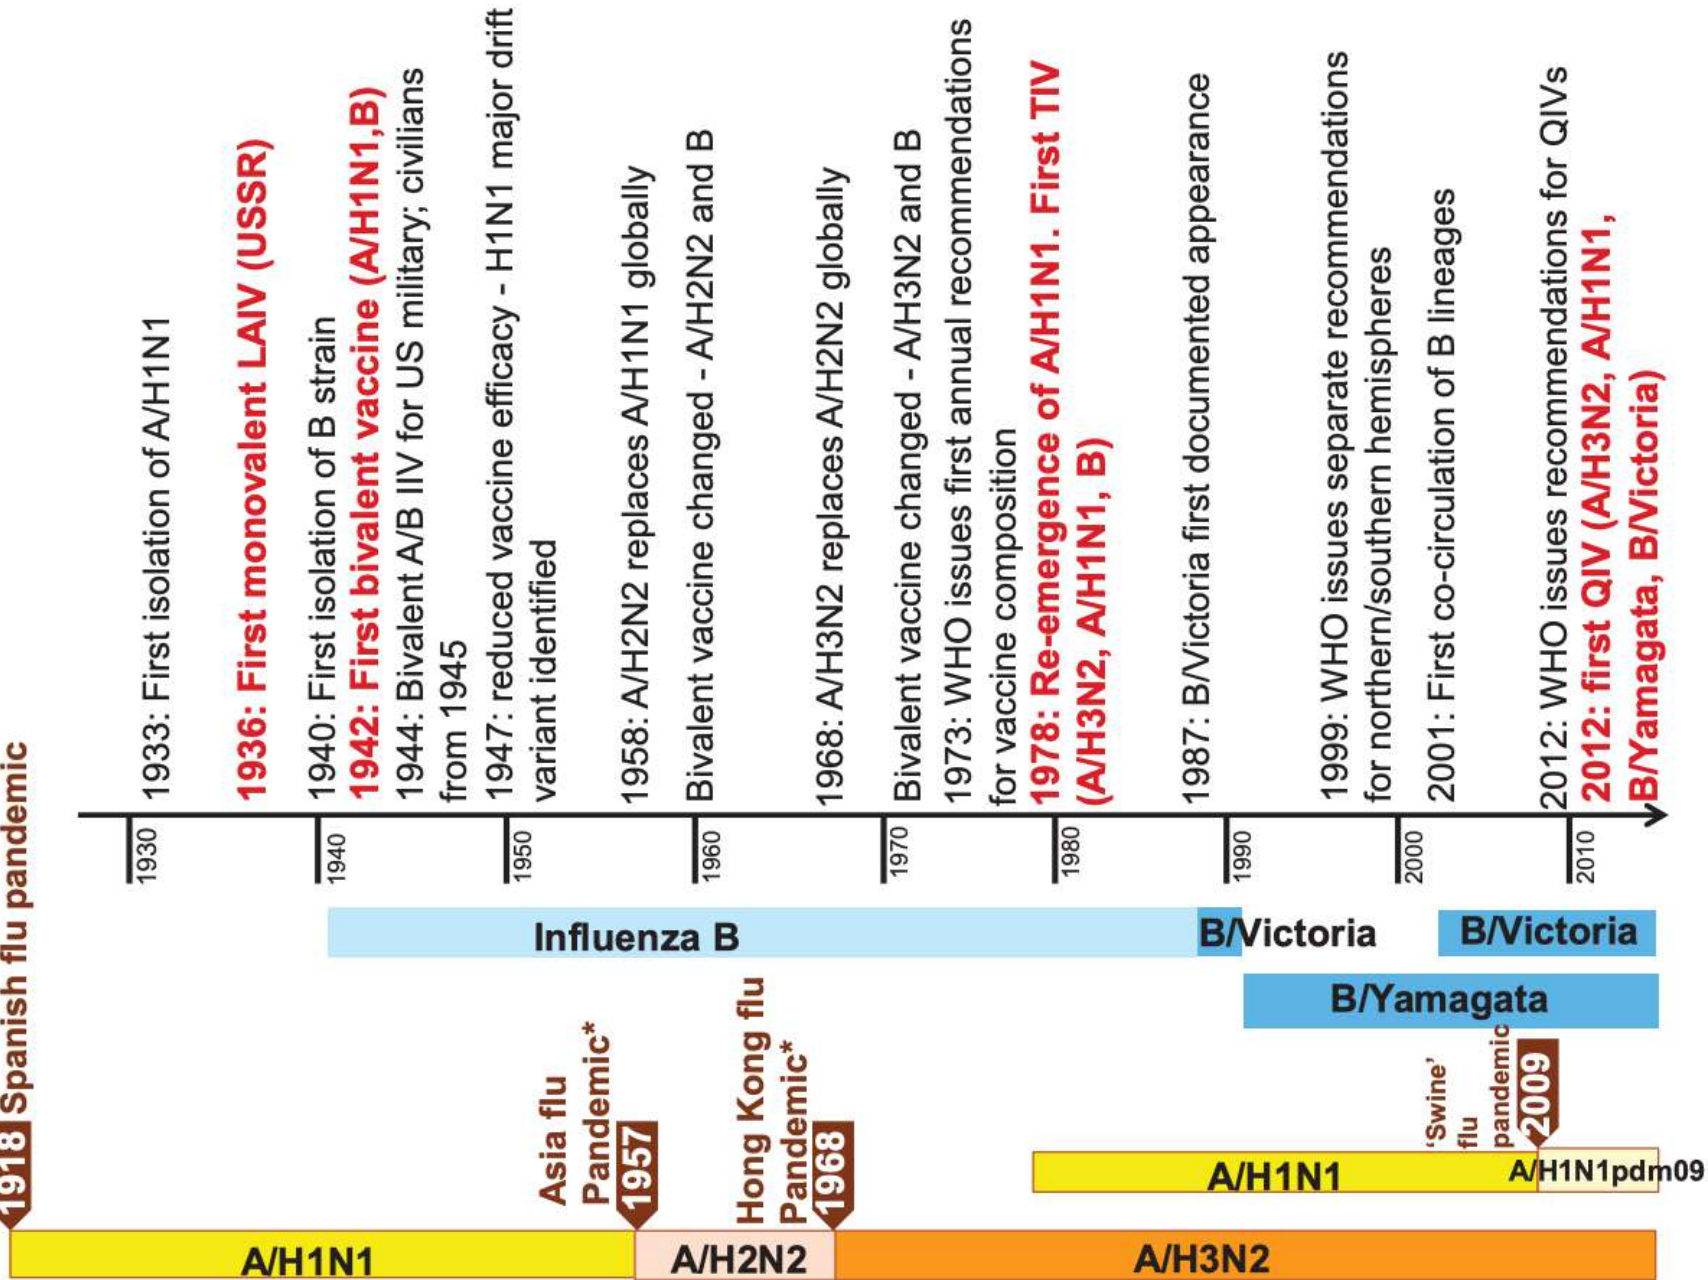 1918 Spanish flu pandemic
1933: First isolation of A/H1N1
1936: First monovalent LAIV (USSR)
1940: First isolation of B strain
1942: First bivalent vaccine (A/H1N1,B)
1944: Bivalent A/B IIV for US military; civilians
from 1945
1947: reduced vaccine efficacy - H1N1 major drift
variant identified
1958: A/H2N2 replaces A/H1N1 globally
Bivalent vaccine changed - A/H2N2 and B
1968: A/H3N2 replaces A/H2N2 globally
Bivalent vaccine changed - A/H3N2 and B
1973: WHO issues first annual recommendations
for vaccine composition
1978: Re-emergence of A/H1N1. First TIV
(A/H3N2, A/H1N1, B)
1987: B/Victoria first documented appearance
1999: WHO issues separate recommendations
for northern/southern hemispheres
2001: First co-circulation of B lineages
2012: WHO issues recommendations for QIVs
2012: first QIV (A/H3N2, A/H1N1,
B/Yamagata, B/Victoria)
1930
1940
1950
1960
1970
1980
1990
2000
2010
Influenza B
B/Victoria
B/Victoria
B/Yamagata
Asia flu
Pandemic*
1957
Hong Kong flu
Pandemic*
1968
'Swine'
flu
pandemic
2009
A/H1N1
A/H1N1pdm09
A/H1N1
A/H2N2
A/H3N2